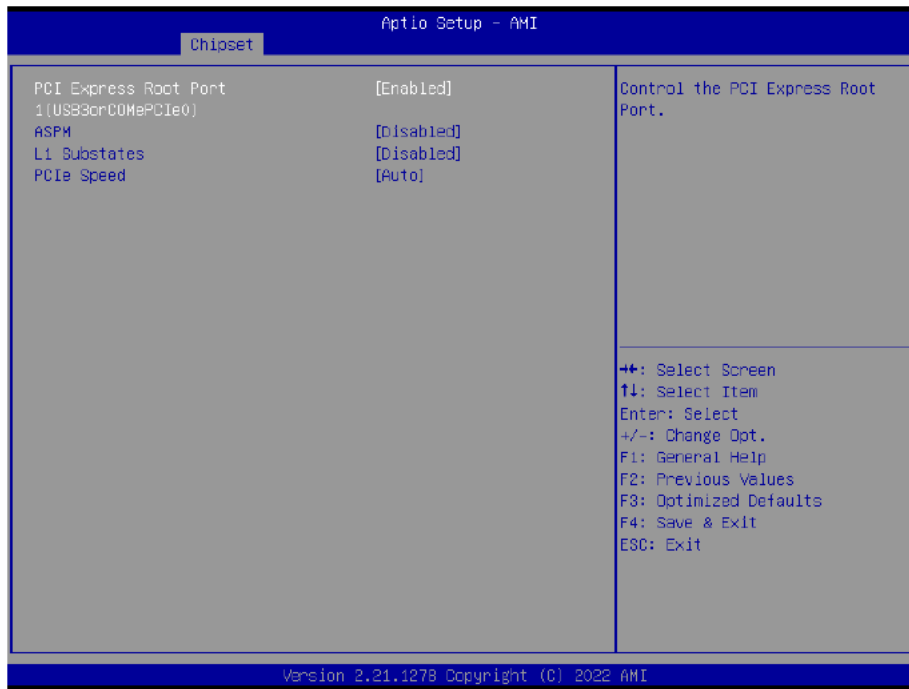 Aptio Setup - AMI
Chipset
PCI Express Root Port [Enabled]
1(USB3orCOMePCIe0)
ASPM [Disabled]
L1 Substates [Disabled]
PCIe Speed [Auto]
Control the PCI Express Root
Port.
→←: Select Screen
↑↓: Select Item
Enter: Select
+/-: Change Opt.
F1: General Help
F2: Previous Values
F3: Optimized Defaults
F4: Save & Exit
ESC: Exit
Version 2.21.1278 Copyright (C) 2022 AMI